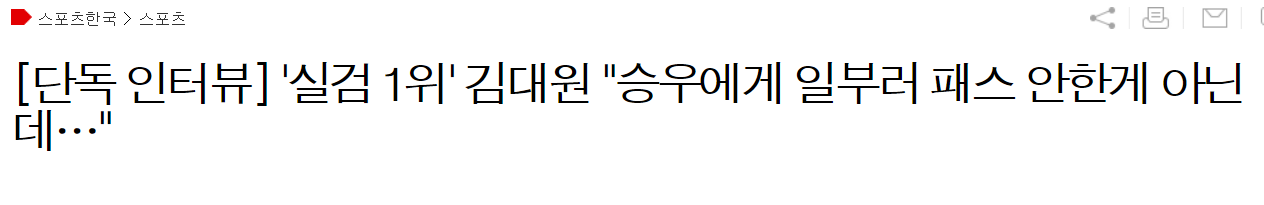 스포츠한국 > 스포츠
[단독 인터뷰] '실검 1위' 김대원 "승우에게 일부러 패스 안한게 아닌
데…"